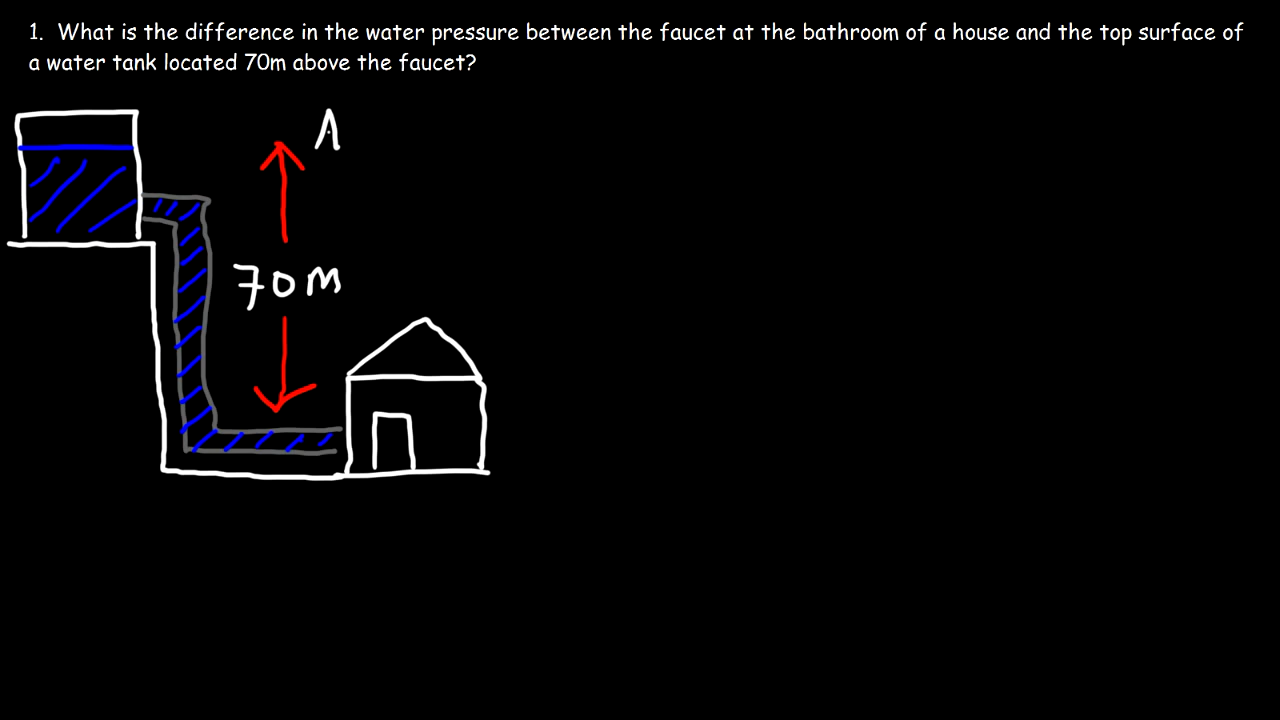 1. What is the difference in the water pressure between the faucet at the bathroom of a house and the top surface of
a water tank located 70m above the faucet?
A
70m